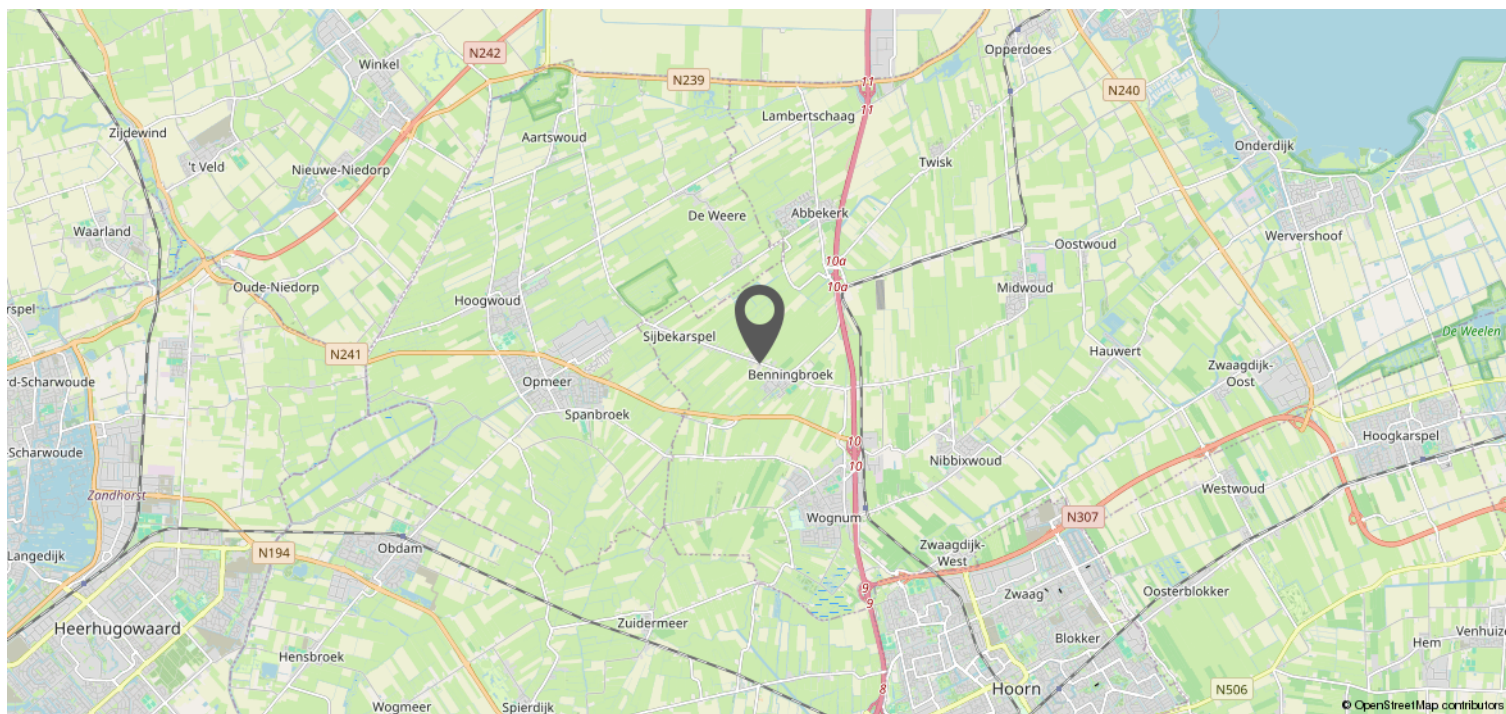 Opperdoes
N242
Winkel
N239
11
N240
11
Lambertschaag
Zijdewind
Aartswoud
Onderdijk
't Veld
Twisk
Nieuwe-Niedorp
De Weere
Abbekerk
Waarland
Wervershoof
Oostwoud
10a
10a
Oude-Niedorp
Midwoud
Hoogwoud
rspel
Sijbekarspel
De Weelen
N241
Hauwert
Zwaagdijk-
Oost
rd-Scharwoude
Opmeer
Benningbroek
Spanbroek
Hoogkarspel
10
-Scharwoude
Nibbixwoud
10
Westwoud
Zandhorst
Wognum
N307
Langedijk
N194
Obdam
Zwaagdijk-
West
9
Oosterblokker
9
Zwaag
Zuidermeer
Heerhugowaard
Venhuize
Blokker
Hem
Hensbroek
Hoorn
N506
8
Wogmeer
Spierdijk
© OpenStreetMap contributors